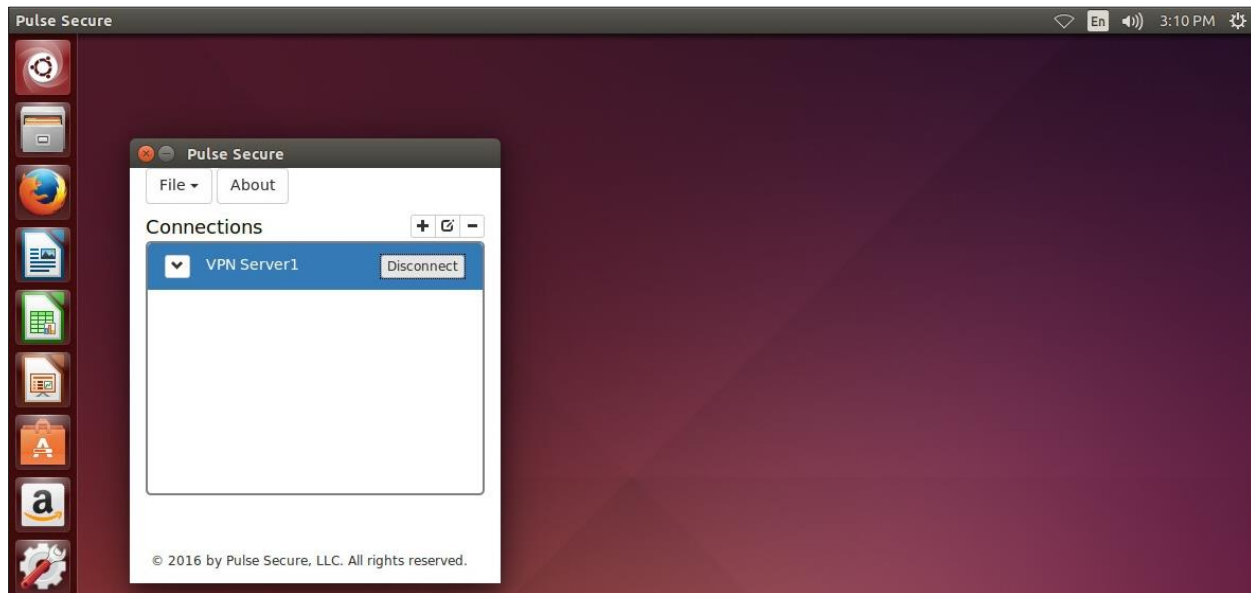 Pulse Secure
En
3:10 PM
Pulse Secure
File
About
Connections
VPN Server1
Disconnect
© 2016 by Pulse Secure, LLC. All rights reserved.
A
a